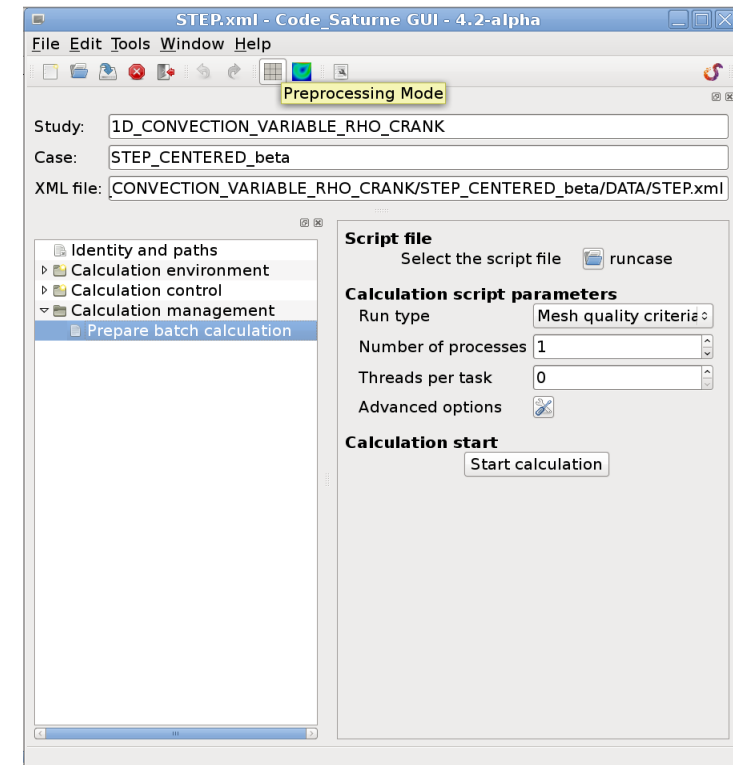 STEP.xml - Code_Saturne GUI - 4.2-alpha
File Edit Tools Window Help
Preprocessing Mode
Study: 1D_CONVECTION_VARIABLE_RHO_CRANK
Case: STEP_CENTERED_beta
XML file: _CONVECTION_VARIABLE_RHO_CRANK/STEP_CENTERED_beta/DATA/STEP.xml
Identity and paths
Calculation environment
Calculation control
Calculation management
Prepare batch calculation
Script file
Select the script file runcase
Calculation script parameters
Run type Mesh quality criteria
Number of processes 1
Threads per task 0
Advanced options
Calculation start
Start calculation